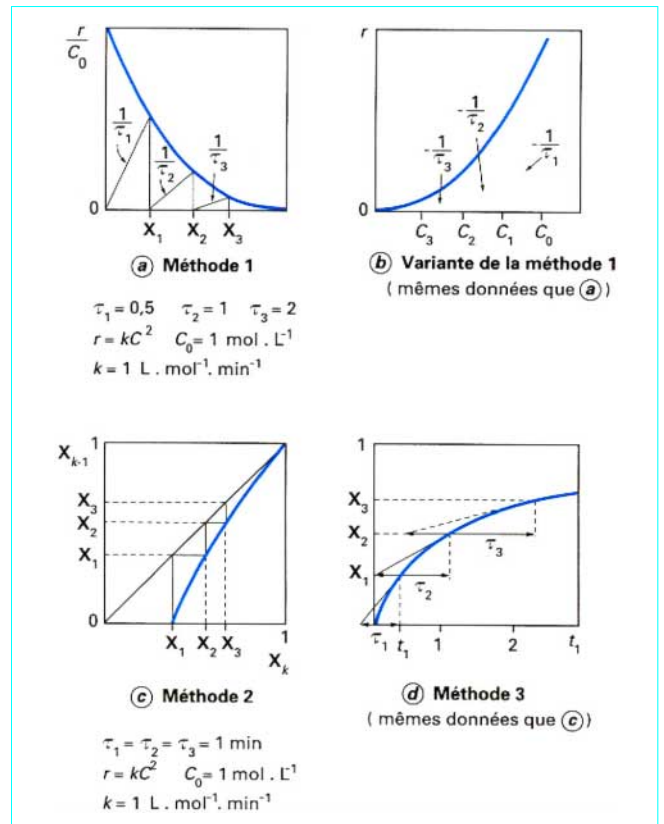 r
C₀
1
τ₁
1
τ₂
1
τ₃
0
X₁ X₂ X₃
ⓐ Méthode 1
τ₁ = 0,5 τ₂ = 1 τ₃ = 2
r = kC² C₀ = 1 mol . L⁻¹
k = 1 L . mol⁻¹. min⁻¹
r
-1
τ₃
-1
τ₂
-1
τ₁
0
C₃ C₂ C₁ C₀
ⓑ Variante de la méthode 1
( mêmes données que ⓐ )
1
Xₖ₋₁
X₃
X₂
X₁
0
X₁ X₂ X₃ 1
Xₖ
ⓒ Méthode 2
τ₁ = τ₂ = τ₃ = 1 min
r = kC² C₀ = 1 mol . L⁻¹
k = 1 L . mol⁻¹. min⁻¹
1
X₃
X₂
X₁
τ₃
τ₂
τ₁ t₁ 1 2 t₁
ⓓ Méthode 3
( mêmes données que ⓒ )